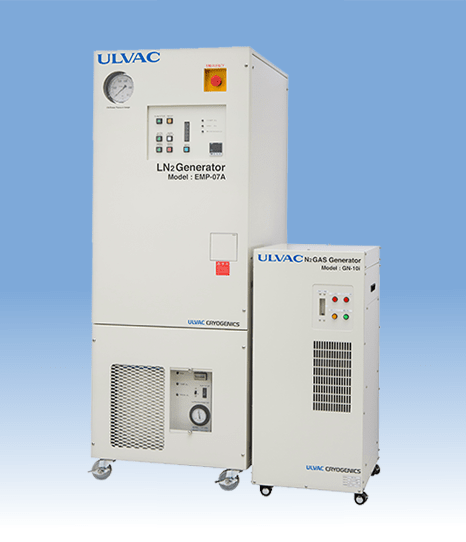 ULVAC
LN2 Generator
Model : EMP-07A
ULVAC CRYOGENICS
ULVAC N2 GAS Generator
Model : GN-10i
ULVAC CRYOGENICS